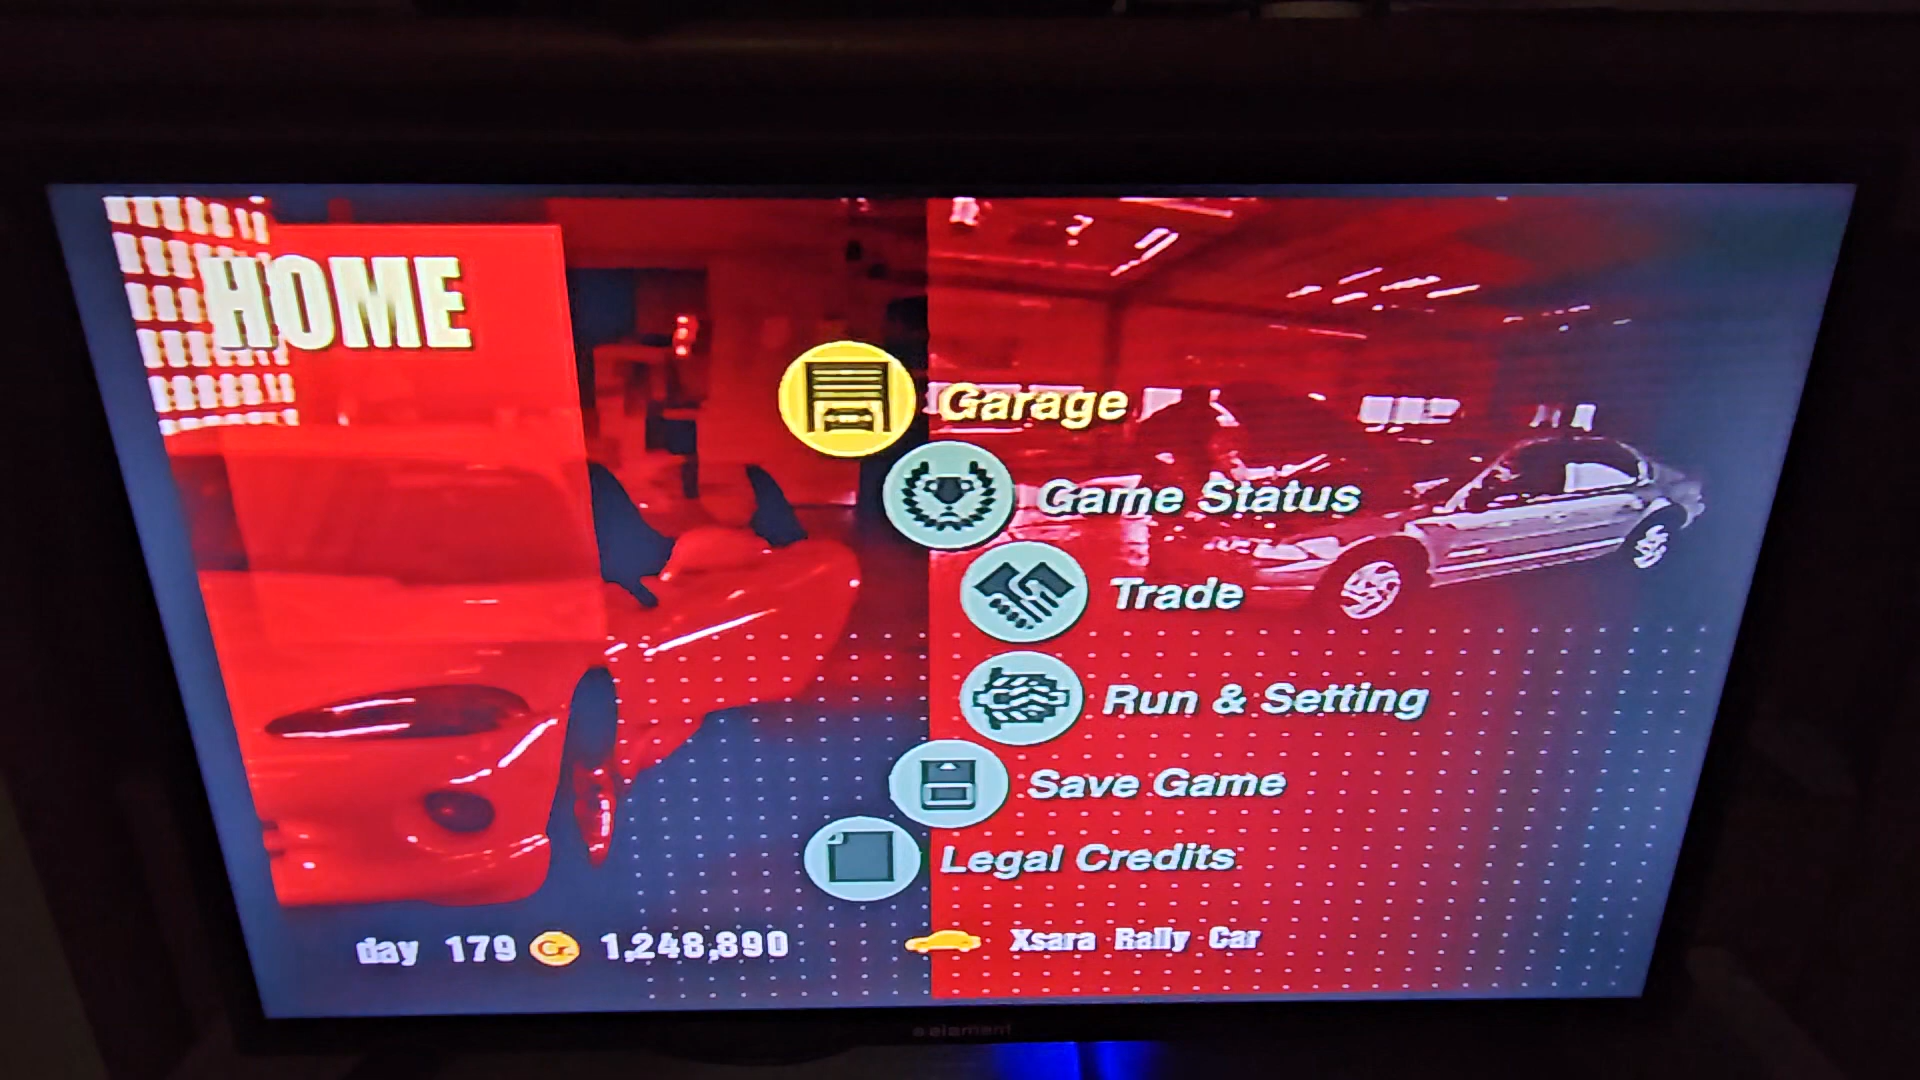 HOME
Garage
Game Status
Trade
Run & Setting
Save Game
Legal Credits
day 179 Cr. 1,248,890 Xsara Rally Car
element